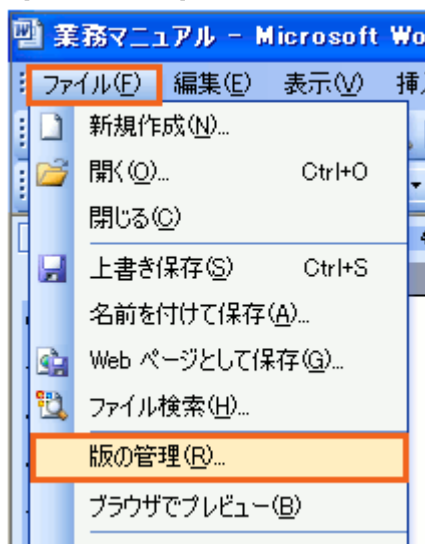 業務マニュアル - Microsoft Wo
ファイル(F) 編集(E) 表示(V) 挿
新規作成(N)...
開く(O)... Ctrl+O
閉じる(C)
上書き保存(S) Ctrl+S
名前を付けて保存(A)...
Web ページとして保存(G)...
ファイル検索(H)...
版の管理(R)...
ブラウザでプレビュー(B)